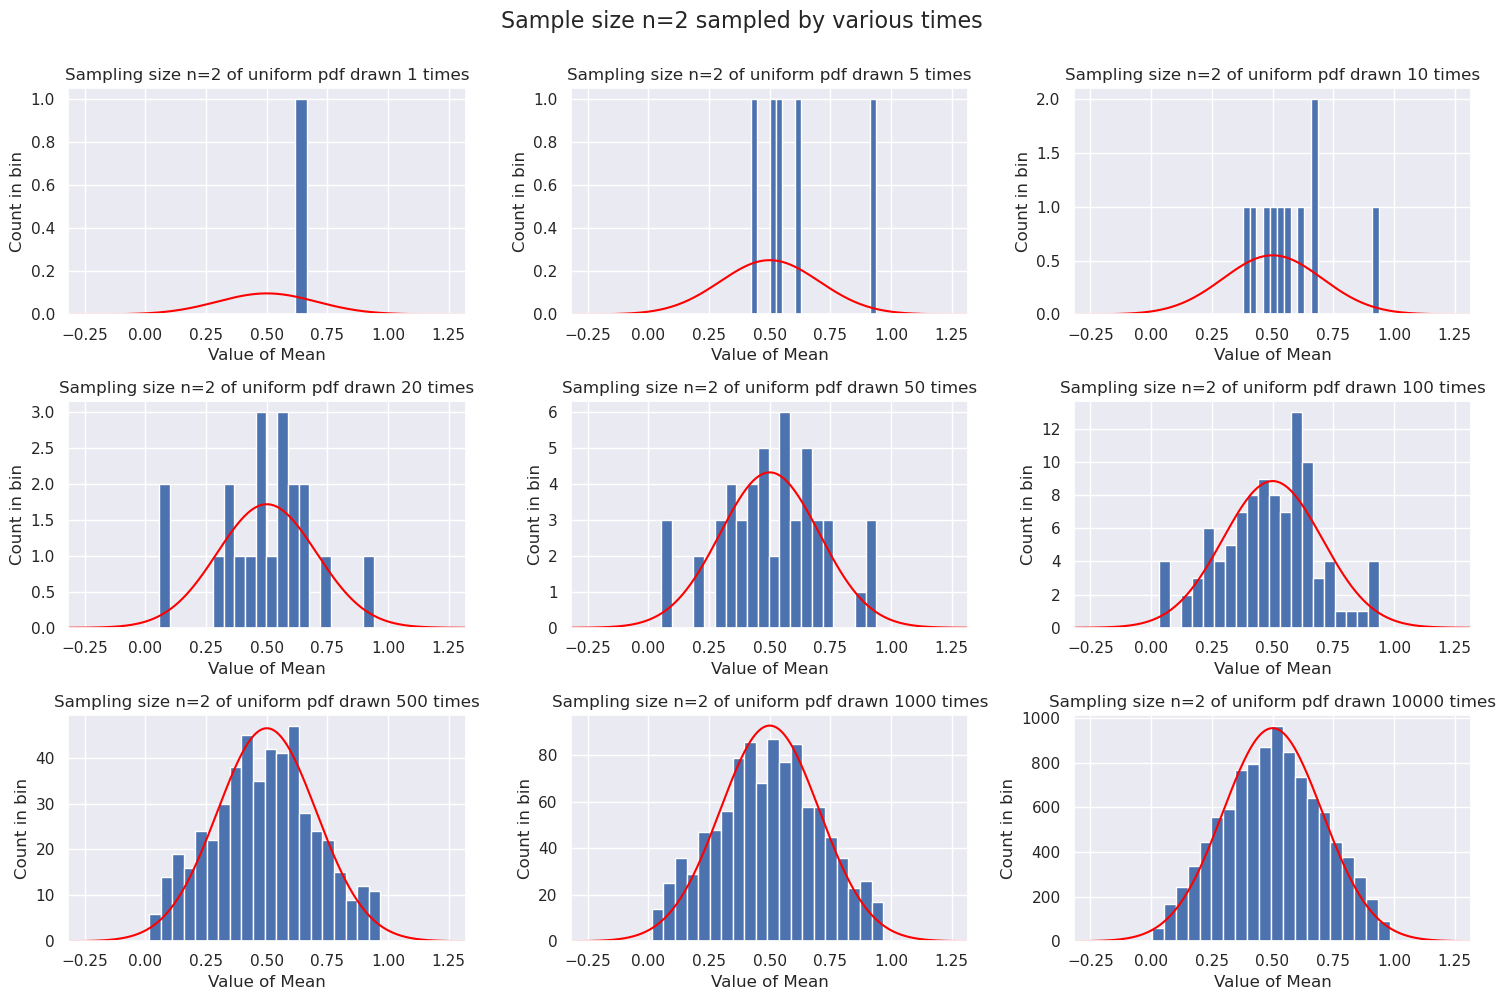 Sample size n=2 sampled by various times
Sampling size n=2 of uniform pdf drawn 1 times
1.0
0.8
0.6
0.4
0.2
0.0
Count in bin
−0.25 0.00 0.25 0.50 0.75 1.00 1.25
Value of Mean
Sampling size n=2 of uniform pdf drawn 5 times
1.0
0.8
0.6
0.4
0.2
0.0
Count in bin
−0.25 0.00 0.25 0.50 0.75 1.00 1.25
Value of Mean
Sampling size n=2 of uniform pdf drawn 10 times
2.0
1.5
1.0
0.5
0.0
Count in bin
−0.25 0.00 0.25 0.50 0.75 1.00 1.25
Value of Mean
Sampling size n=2 of uniform pdf drawn 20 times
3.0
2.5
2.0
1.5
1.0
0.5
0.0
Count in bin
−0.25 0.00 0.25 0.50 0.75 1.00 1.25
Value of Mean
Sampling size n=2 of uniform pdf drawn 50 times
6
5
4
3
2
1
0
Count in bin
−0.25 0.00 0.25 0.50 0.75 1.00 1.25
Value of Mean
Sampling size n=2 of uniform pdf drawn 100 times
12
10
8
6
4
2
0
Count in bin
−0.25 0.00 0.25 0.50 0.75 1.00 1.25
Value of Mean
Sampling size n=2 of uniform pdf drawn 500 times
40
30
20
10
0
Count in bin
−0.25 0.00 0.25 0.50 0.75 1.00 1.25
Value of Mean
Sampling size n=2 of uniform pdf drawn 1000 times
80
60
40
20
0
Count in bin
−0.25 0.00 0.25 0.50 0.75 1.00 1.25
Value of Mean
Sampling size n=2 of uniform pdf drawn 10000 times
1000
800
600
400
200
0
Count in bin
−0.25 0.00 0.25 0.50 0.75 1.00 1.25
Value of Mean